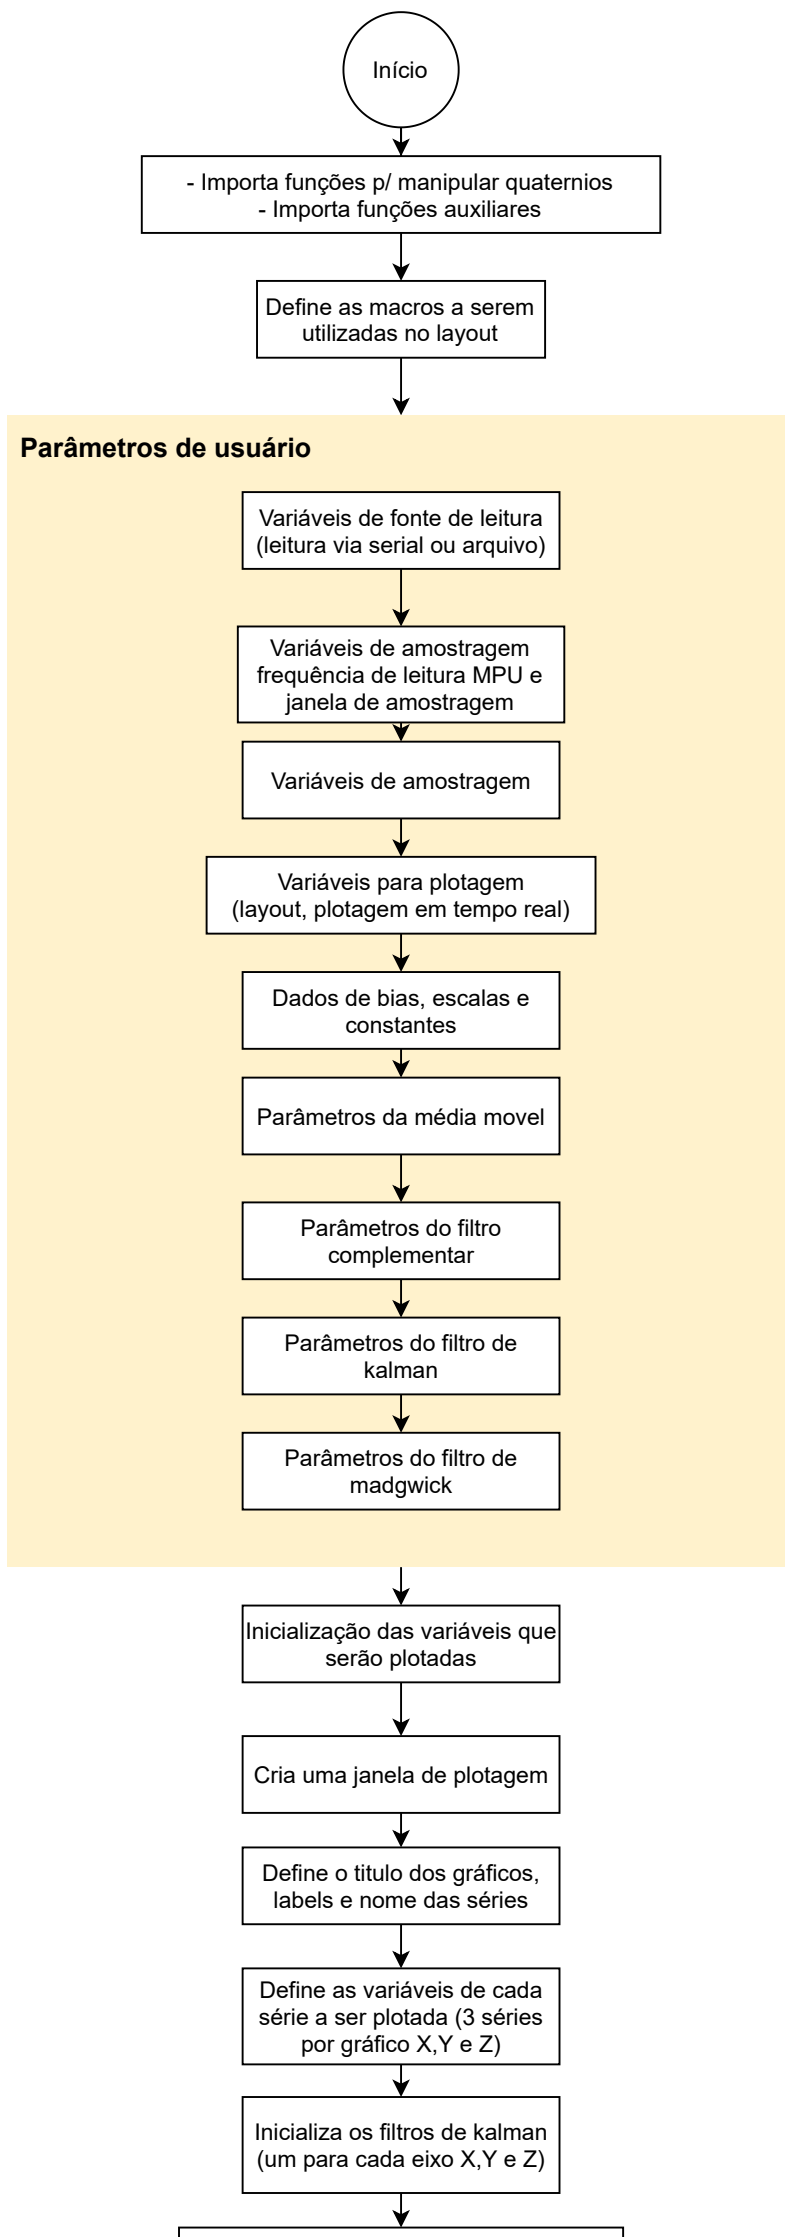 Início
- Importa funções p/ manipular quaternios
- Importa funções auxiliares
Define as macros a serem
utilizadas no layout
Parâmetros de usuário
Variáveis de fonte de leitura
(leitura via serial ou arquivo)
Variáveis de amostragem
frequência de leitura MPU e
janela de amostragem
Variáveis de amostragem
Variáveis para plotagem
(layout, plotagem em tempo real)
Dados de bias, escalas e
constantes
Parâmetros da média movel
Parâmetros do filtro
complementar
Parâmetros do filtro de
kalman
Parâmetros do filtro de
madgwick
Inicialização das variáveis que
serão plotadas
Cria uma janela de plotagem
Define o titulo dos gráficos,
labels e nome das séries
Define as variáveis de cada
série a ser plotada (3 séries
por gráfico X,Y e Z)
Inicializa os filtros de kalman
(um para cada eixo X,Y e Z)